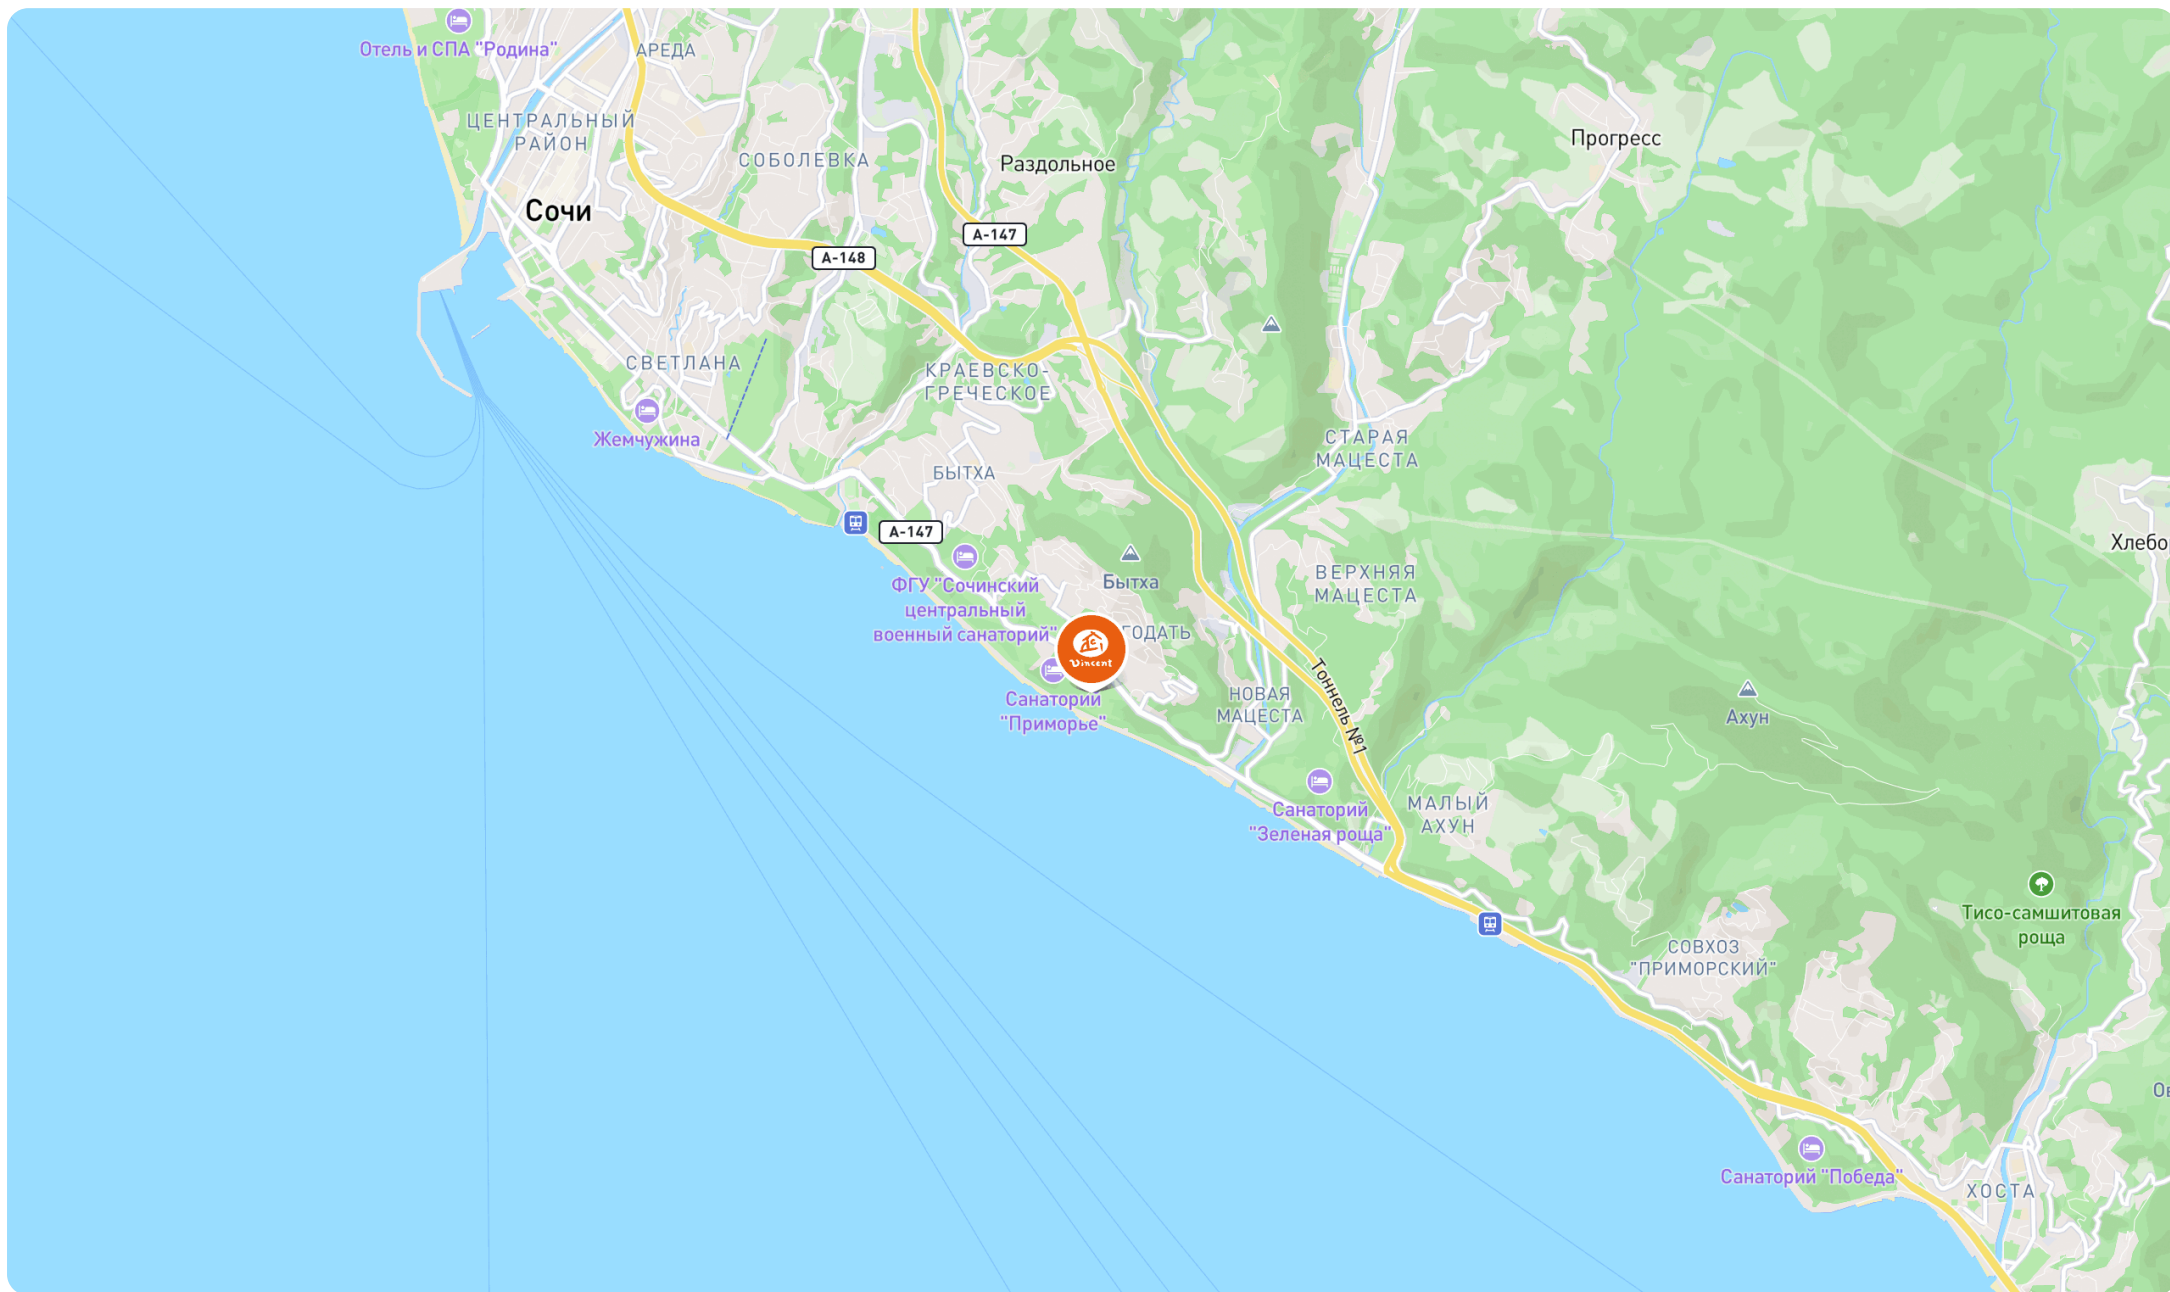 Отель и СПА "Родина"
АРЕДА
ЦЕНТРАЛЬНЫЙ
РАЙОН
СОБОЛЕВКА
Раздольное
Прогресс
Сочи
А-147
А-148
СВЕТЛАНА
КРАЕВСКО-
ГРЕЧЕСКОЕ
Жемчужина
СТАРАЯ
МАЦЕСТА
БЫТХА
А-147
Хлебо
Бытха
ВЕРХНЯЯ
МАЦЕСТА
ФГУ "Сочинский
центральный
военный санаторий"
ГОДАТЬ
Vincent
Санаторий
"Приморье"
НОВАЯ
МАЦЕСТА
Тоннель №1
Ахун
Санаторий
"Зеленая роща"
МАЛЫЙ
АХУН
Тисо-самшитовая
роща
СОВХОЗ
"ПРИМОРСКИЙ"
Ов
Санаторий "Победа"
ХОСТА